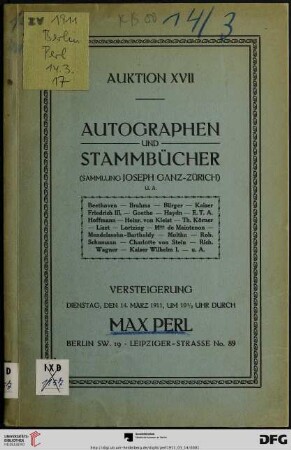 XV 1911
Berlin
Perl
14.3.
17
14/3
AUKTION XVII
AUTOGRAPHEN
UND
STAMMBÜCHER
(SAMMLUNG JOSEPH GANZ-ZÜRICH)
U. A.
Beethoven — Brahms — Bürger — Kaiser
Friedrich III. — Goethe — Haydn — E. T. A.
Hoffmann — Heinr. von Kleist — Th. Körner
— Liszt — Lortzing — Mme de Maintenon —
Mendelssohn-Bartholdy — Moltke — Rob.
Schumann — Charlotte von Stein — Rich.
Wagner — Kaiser Wilhelm I. — u. A.
VERSTEIGERUNG
DIENSTAG, DEN 14. MÄRZ 1911, UM 10½ UHR DURCH
MAX PERL
BERLIN SW. 19 - LEIPZIGER-STRASSE No. 89
UNIVERSITÄTS-
BIBLIOTHEK
HEIDELBERG
DFG